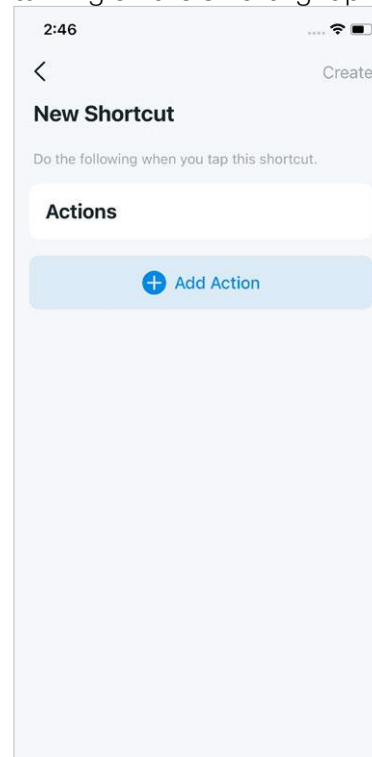 2:46
Create
New Shortcut
Do the following when you tap this shortcut.
Actions
Add Action